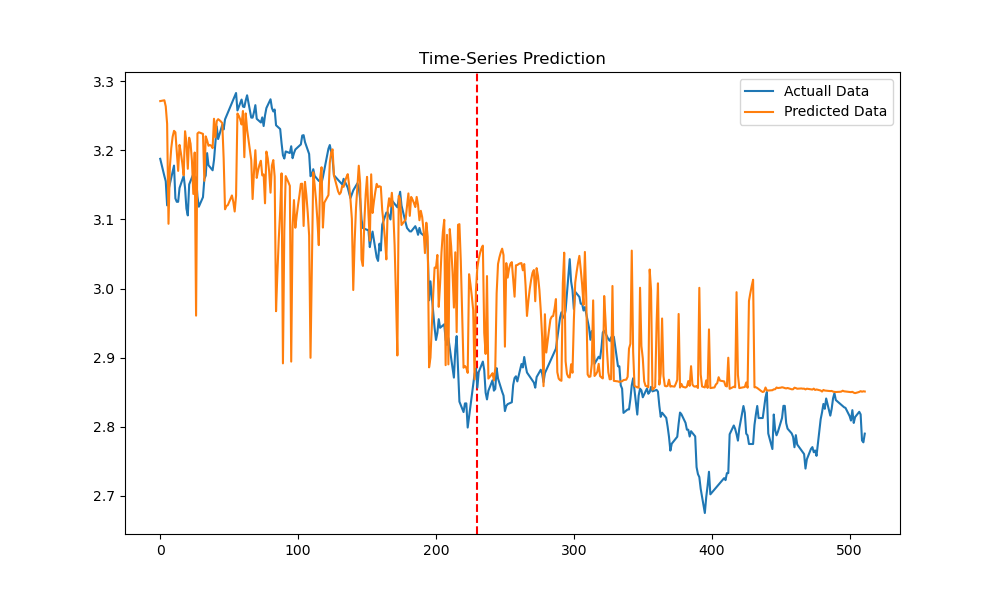 Time-Series Prediction
Actuall Data
Predicted Data
3.3
3.2
3.1
3.0
2.9
2.8
2.7
0 100 200 300 400 500